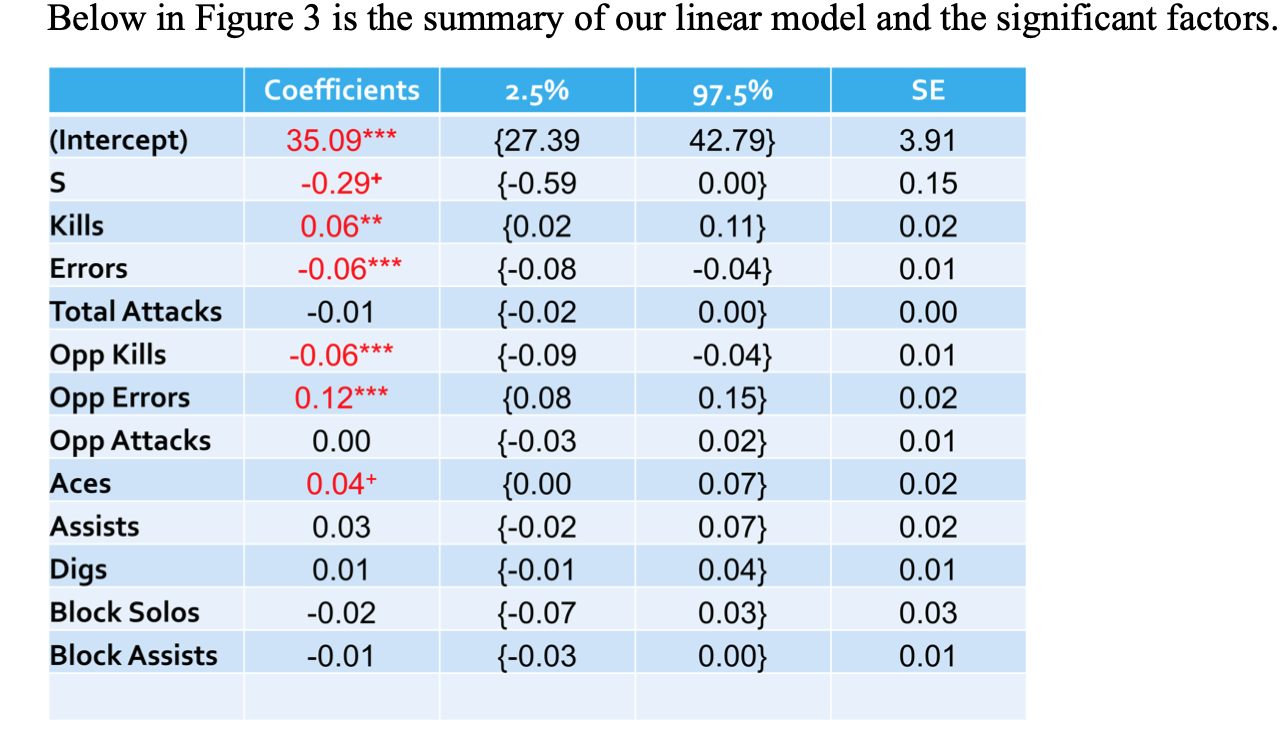 Below in Figure 3 is the summary of our linear model and the significant factors.
Coefficients 2.5% 97.5% SE
(Intercept) 35.09*** {27.39 42.79} 3.91
S -0.29+ {-0.59 0.00} 0.15
Kills 0.06** {0.02 0.11} 0.02
Errors -0.06*** {-0.08 -0.04} 0.01
Total Attacks -0.01 {-0.02 0.00} 0.00
Opp Kills -0.06*** {-0.09 -0.04} 0.01
Opp Errors 0.12*** {0.08 0.15} 0.02
Opp Attacks 0.00 {-0.03 0.02} 0.01
Aces 0.04+ {0.00 0.07} 0.02
Assists 0.03 {-0.02 0.07} 0.02
Digs 0.01 {-0.01 0.04} 0.01
Block Solos -0.02 {-0.07 0.03} 0.03
Block Assists -0.01 {-0.03 0.00} 0.01